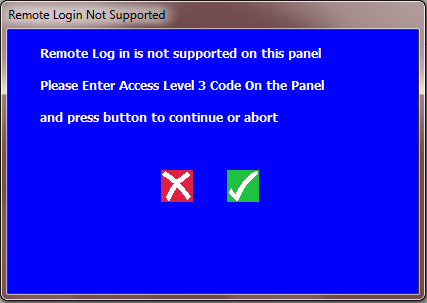 Remote Login Not Supported
Remote Log in is not supported on this panel
Please Enter Access Level 3 Code On the Panel
and press button to continue or abort